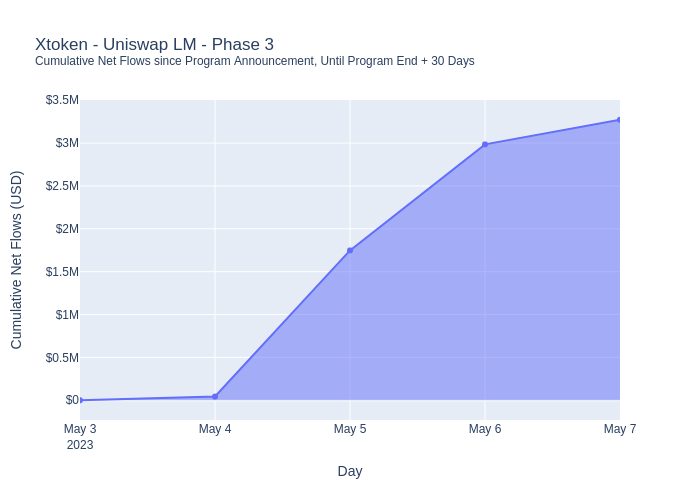 Xtoken - Uniswap LM - Phase 3
Cumulative Net Flows since Program Announcement, Until Program End + 30 Days
Cumulative Net Flows (USD)
$3.5M
$3M
$2.5M
$2M
$1.5M
$1M
$0.5M
$0
May 3 May 4 May 5 May 6 May 7
2023
Day